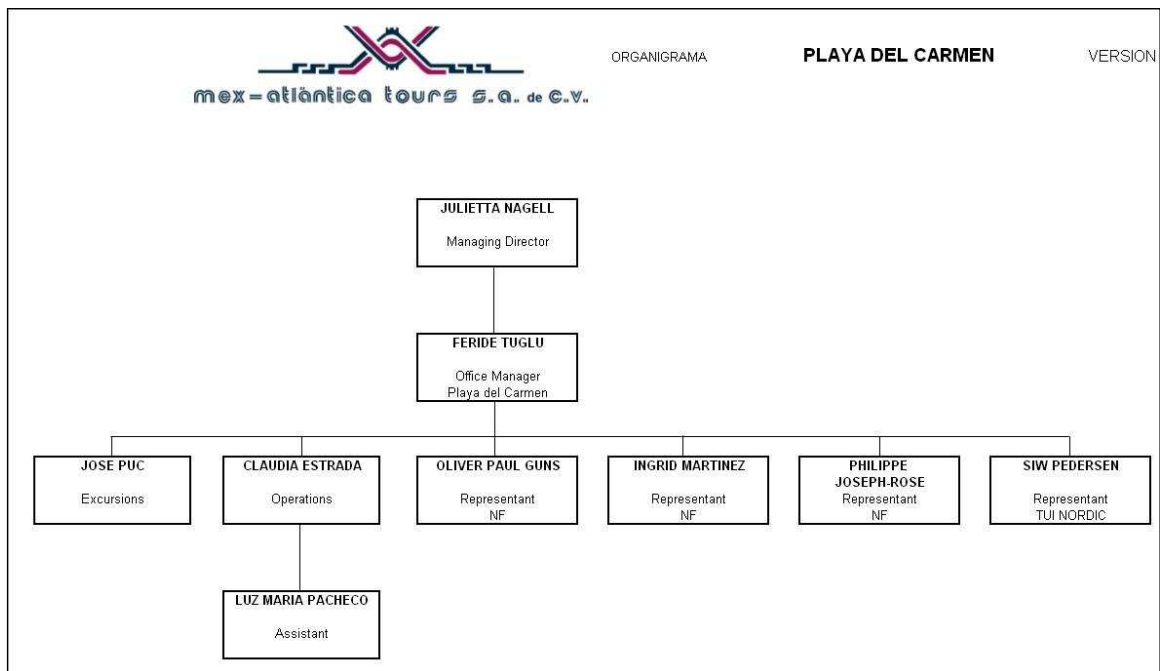 ORGANIGRAMA
PLAYA DEL CARMEN
VERSION
mex-atlàntica tours s.a. de c.v.
JULIETTA NAGELL
Managing Director
FERIDE TUGLU
Office Manager
Playa del Carmen
JOSE PUC
Excursions
CLAUDIA ESTRADA
Operations
OLIVER PAUL GUNS
Representant
NF
INGRID MARTINEZ
Representant
NF
PHILIPPE
JOSEPH-ROSE
Representant
NF
SIW PEDERSEN
Representant
TUI NORDIC
LUZ MARIA PACHECO
Assistant